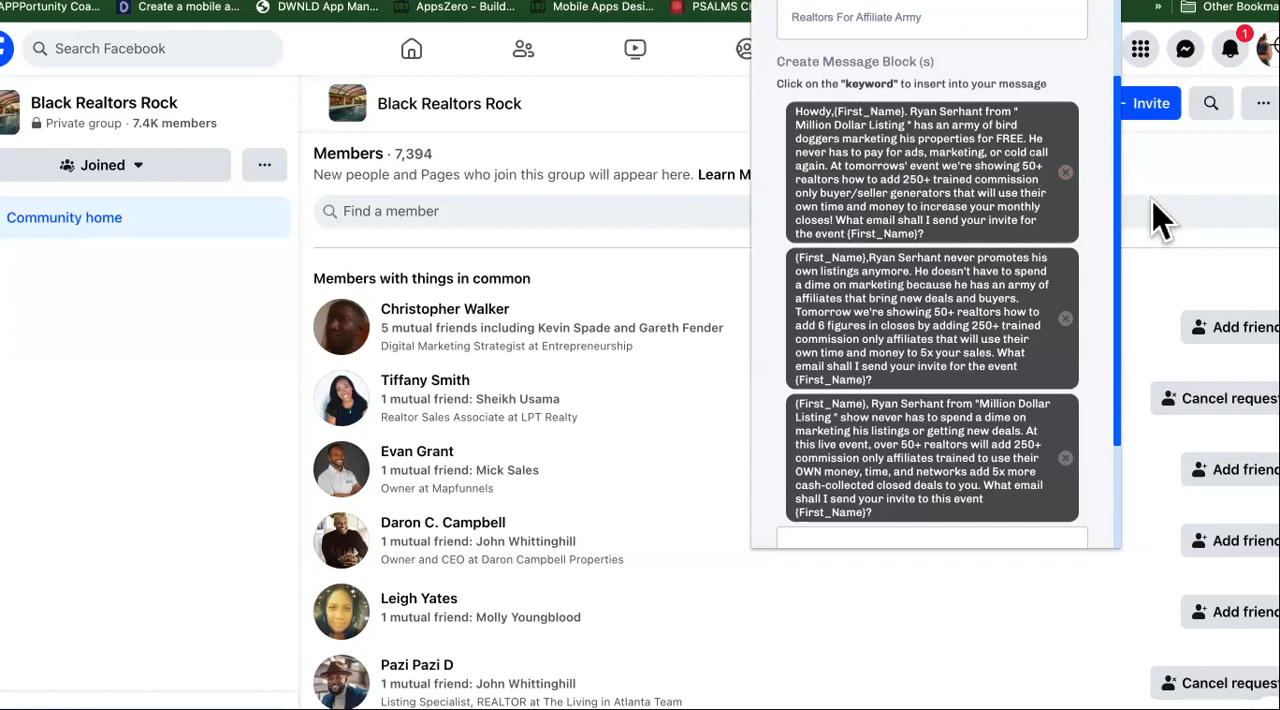 APPPortunity Coa...
Create a mobile a...
DWNLD App Man...
AppsZero - Build...
Mobile Apps Desi...
PSALMS C
»
Other Bookma
Search Facebook
1
Black Realtors Rock
Private group · 7.4K members
Joined
...
Community home
Black Realtors Rock
Invite
...
Members · 7,394
New people and Pages who join this group will appear here. Learn M
Find a member
Members with things in common
Christopher Walker
5 mutual friends including Kevin Spade and Gareth Fender
Digital Marketing Strategist at Entrepreneurship
Add friend
Tiffany Smith
1 mutual friend: Sheikh Usama
Realtor Sales Associate at LPT Realty
Cancel request
Evan Grant
1 mutual friend: Mick Sales
Owner at Mapfunnels
Add friend
Daron C. Campbell
1 mutual friend: John Whittinghill
Owner and CEO at Daron Campbell Properties
Add friend
Leigh Yates
1 mutual friend: Molly Youngblood
Add friend
Pazi Pazi D
1 mutual friend: John Whittinghill
Listing Specialist, REALTOR at The Living in Atlanta Team
Cancel request
Realtors For Affiliate Army
Create Message Block (s)
Click on the "keyword" to insert into your message
Howdy,{First_Name}. Ryan Serhant from "
Million Dollar Listing " has an army of bird
doggers marketing his properties for FREE. He
never has to pay for ads, marketing, or cold call
again. At tomorrows' event we're showing 50+
realtors how to add 250+ trained commission
only buyer/seller generators that will use their
own time and money to increase your monthly
closes! What email shall I send your invite for
the event {First_Name}?
{First_Name},Ryan Serhant never promotes his
own listings anymore. He doesn't have to spend
a dime on marketing because he has an army of
affiliates that bring new deals and buyers.
Tomorrow we're showing 50+ realtors how to
add 6 figures in closes by adding 250+ trained
commission only affiliates that will use their
own time and money to 5x your sales. What
email shall I send your invite for the event
{First_Name}?
{First_Name}, Ryan Serhant from "Million Dollar
Listing " show never has to spend a dime on
marketing his listings or getting new deals. At
this live event, over 50+ realtors will add 250+
commission only affiliates trained to use their
OWN money, time, and networks add 5x more
cash-collected closed deals to you. What email
shall I send your invite to this event
{First_Name}?